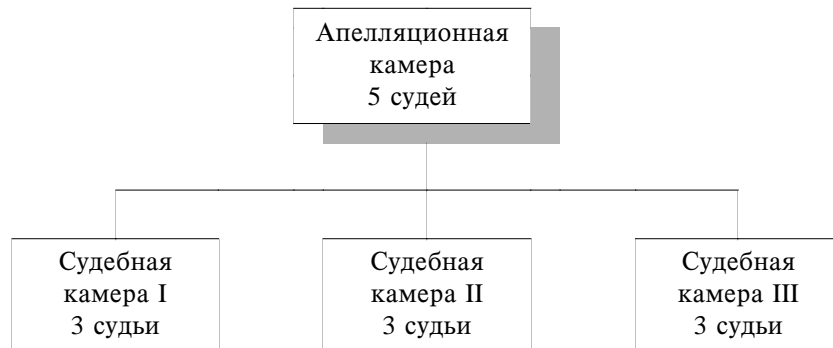 Апелляционная
камера
5 судей
Судебная
камера I
3 судьи
Судебная
камера II
3 судьи
Судебная
камера III
3 судьи